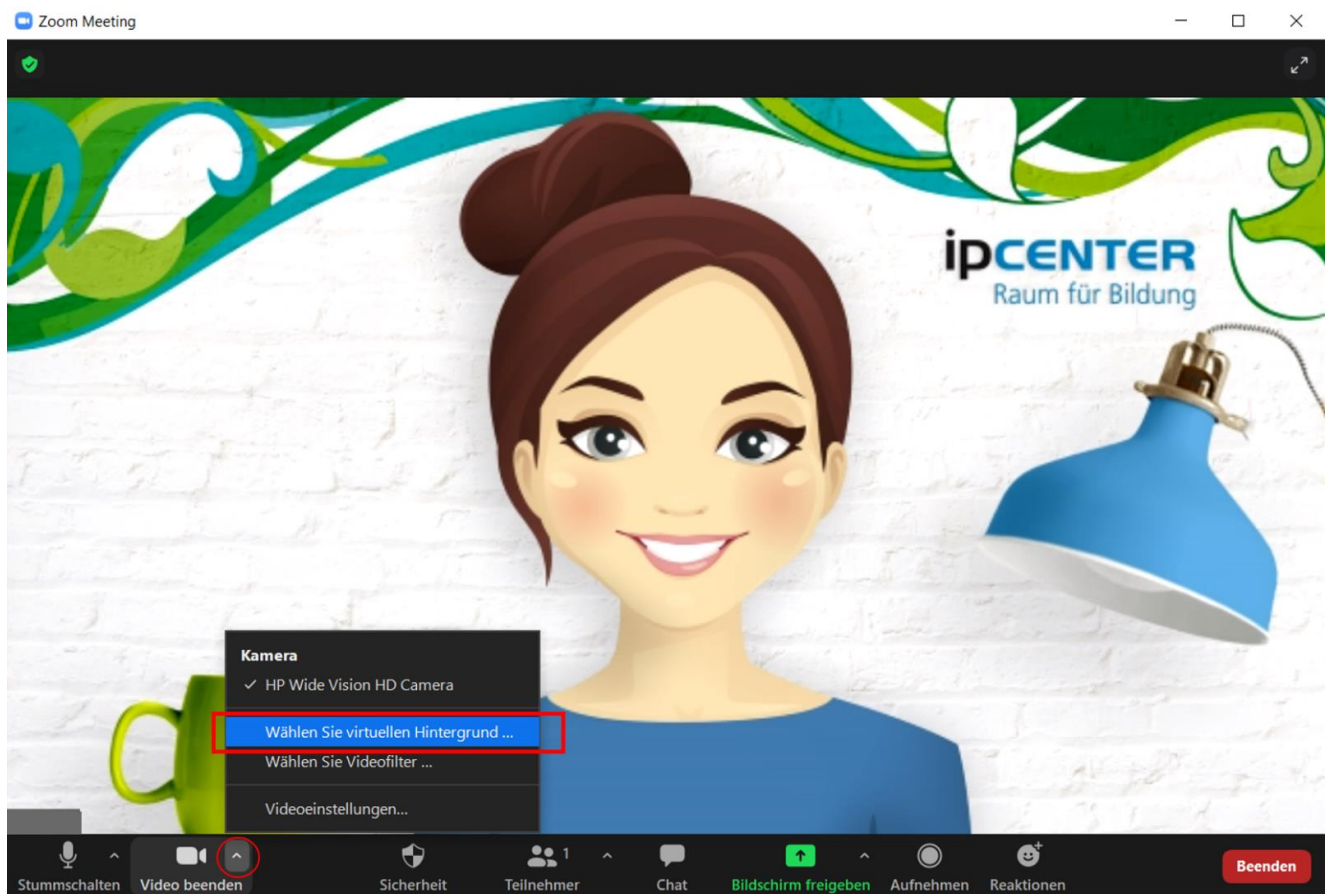 Zoom Meeting
ipCENTER
Raum für Bildung
Kamera
HP Wide Vision HD Camera
Wählen Sie virtuellen Hintergrund ...
Wählen Sie Videofilter ...
Videoeinstellungen...
Stummschalten
Video beenden
Sicherheit
1
Teilnehmer
Chat
Bildschirm freigeben
Aufnehmen
Reaktionen
Beenden